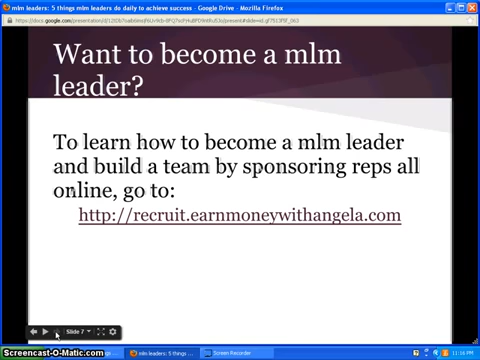 mlm leaders: 5 things mlm leaders do daily to achieve success - Google Drive - Mozilla Firefox
Want to become a mlm
leader?
To learn how to become a mlm leader
and build a team by sponsoring reps all
online, go to:
http://recruit.earnmoneywithangela.com
Slide 7
Screencast-O-Matic.com
mlm leaders: 5 things ...
Screen Recorder
11:16 PM